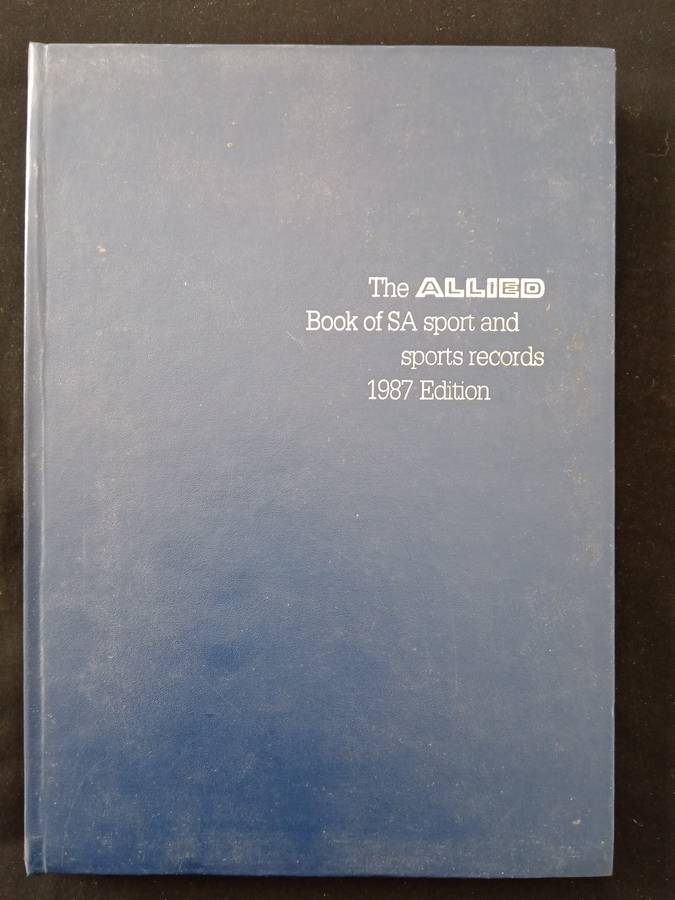 The ALLIED
Book of SA sport and
sports records
1987 Edition